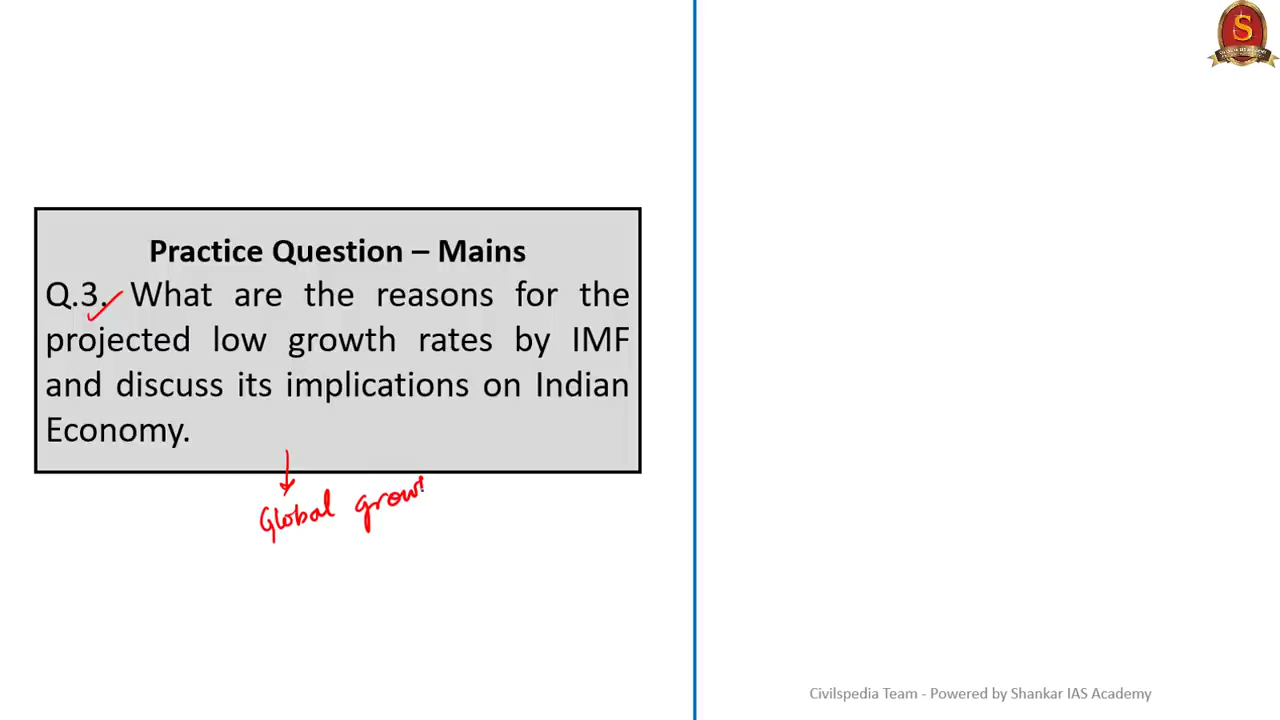 S
Practice Question – Mains
Q.3. What are the reasons for the
projected low growth rates by IMF
and discuss its implications on Indian
Economy.
Global grow
Civilspedia Team - Powered by Shankar IAS Academy